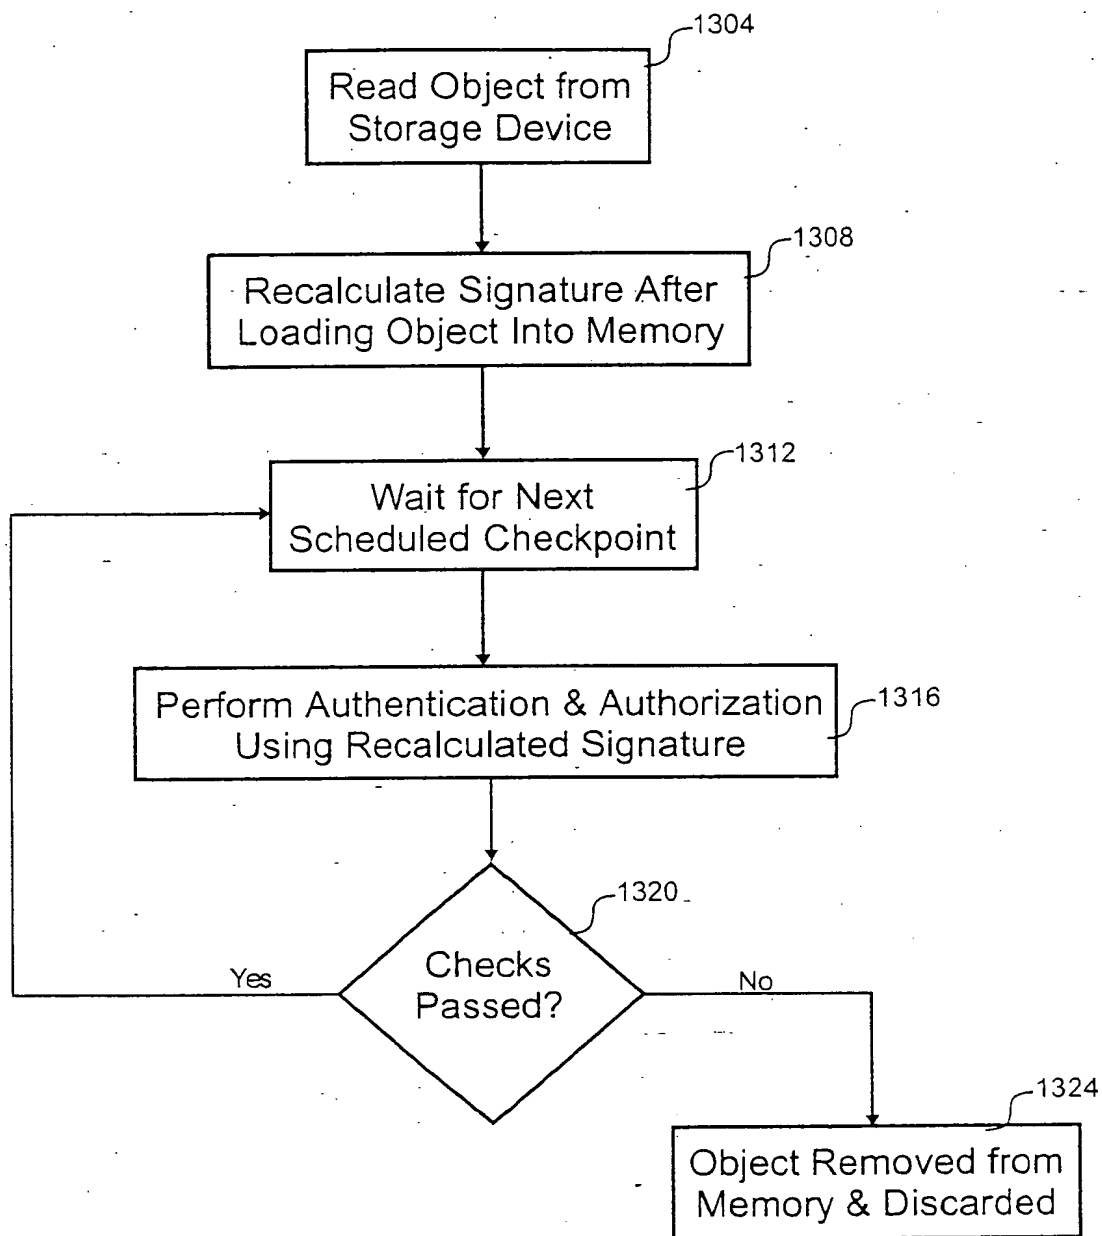 1304
Read Object from
Storage Device
1308
Recalculate Signature After
Loading Object Into Memory
1312
Wait for Next
Scheduled Checkpoint
1316
Perform Authentication & Authorization
Using Recalculated Signature
1320
Checks
Passed?
Yes
No
1324
Object Removed from
Memory & Discarded